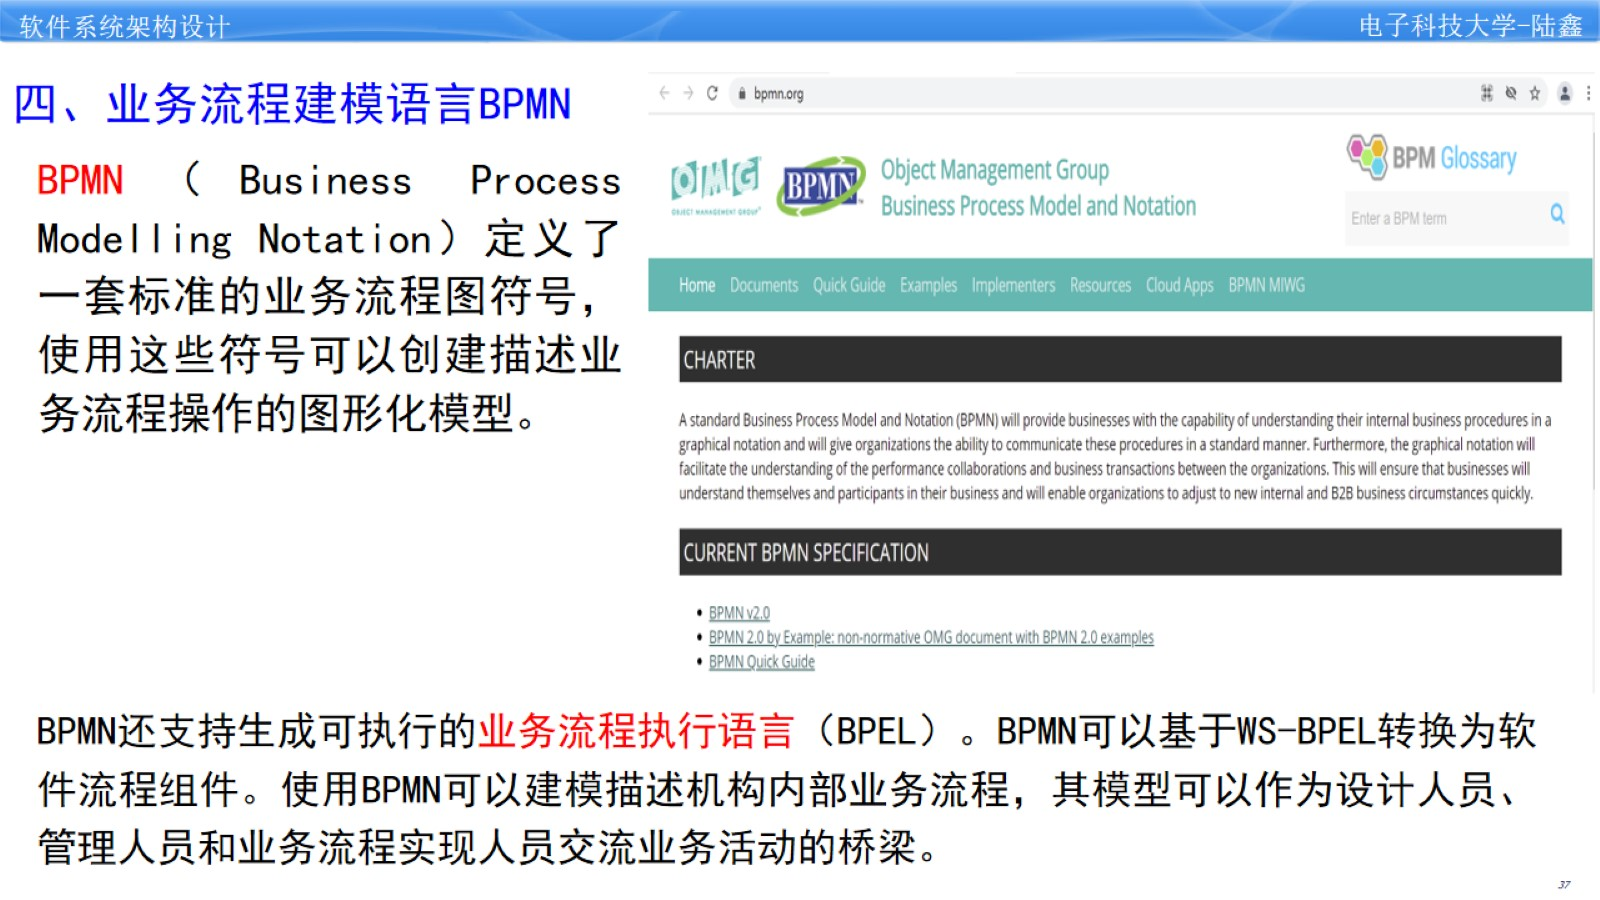 软件系统架构设计
电子科技大学-陆鑫
四、业务流程建模语言BPMN
BPMN （ Business Process
Modelling Notation）定义了
一套标准的业务流程图符号，
使用这些符号可以创建描述业
务流程操作的图形化模型。
bpmn.org
OMG
OBJECT MANAGEMENT GROUP
BPMN
Object Management Group
Business Process Model and Notation
BPM Glossary
Enter a BPM term
Home Documents Quick Guide Examples Implementers Resources Cloud Apps BPMN MIWG
CHARTER
A standard Business Process Model and Notation (BPMN) will provide businesses with the capability of understanding their internal business procedures in a
graphical notation and will give organizations the ability to communicate these procedures in a standard manner. Furthermore, the graphical notation will
facilitate the understanding of the performance collaborations and business transactions between the organizations. This will ensure that businesses will
understand themselves and participants in their business and will enable organizations to adjust to new internal and B2B business circumstances quickly.
CURRENT BPMN SPECIFICATION
• BPMN v2.0
• BPMN 2.0 by Example: non-normative OMG document with BPMN 2.0 examples
• BPMN Quick Guide
BPMN还支持生成可执行的业务流程执行语言（BPEL）。BPMN可以基于WS-BPEL转换为软
件流程组件。使用BPMN可以建模描述机构内部业务流程，其模型可以作为设计人员、
管理人员和业务流程实现人员交流业务活动的桥梁。
37